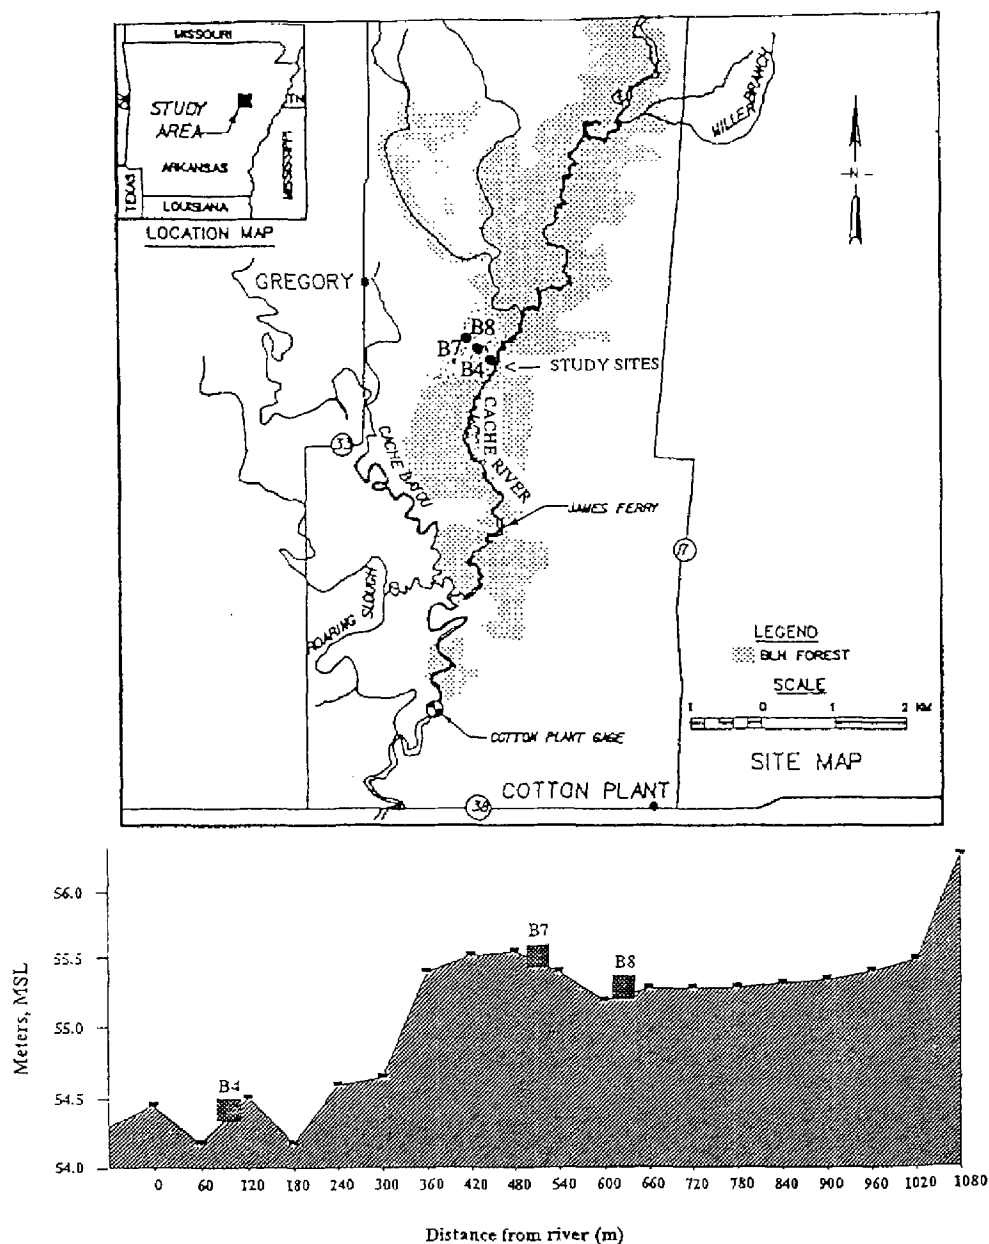 MISSOURI
OK
STUDY
AREA
TN
ARKANSAS
TEXAS
LOUISIANA
MISSISSIPPI
LOCATION MAP
MILLER BRANCH
N
GREGORY
B8
B7
B4
STUDY SITES
33
CACHE BAYOU
CACHE RIVER
JAMES FERRY
17
ROARING SLOUGH
LEGEND
BLH FOREST
SCALE
1 0 1 2 KM
COTTON PLANT GAGE
SITE MAP
COTTON PLANT
38
Meters, MSL
56.0
55.5
55.0
54.5
54.0
B4
B7
B8
0 60 120 180 240 300 360 420 480 540 600 660 720 780 840 900 960 1020 1080
Distance from river (m)